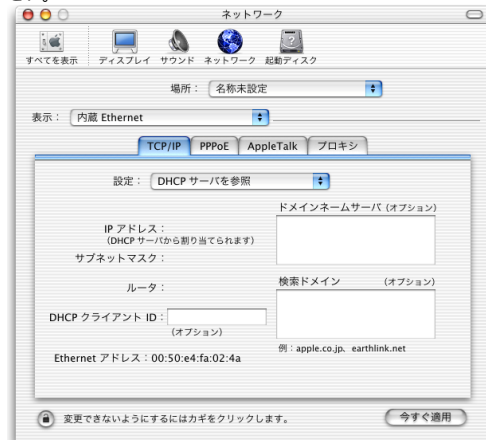 ネットワーク
すべてを表示 ディスプレイ サウンド ネットワーク 起動ディスク
場所： 名称未設定
表示： 内蔵 Ethernet
TCP/IP PPPoE AppleTalk プロキシ
設定： DHCP サーバを参照
ドメインネームサーバ (オプション)
IP アドレス：
(DHCP サーバから割り当てられます)
サブネットマスク：
ルータ：
検索ドメイン (オプション)
DHCP クライアント ID：
(オプション)
例：apple.co.jp、earthlink.net
Ethernet アドレス：00:50:e4:fa:02:4a
変更できないようにするにはカギをクリックします。
今すぐ適用